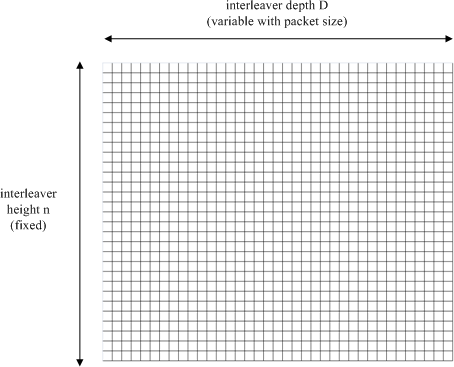 interleaver depth D
(variable with packet size)
interleaver
height n
(fixed)